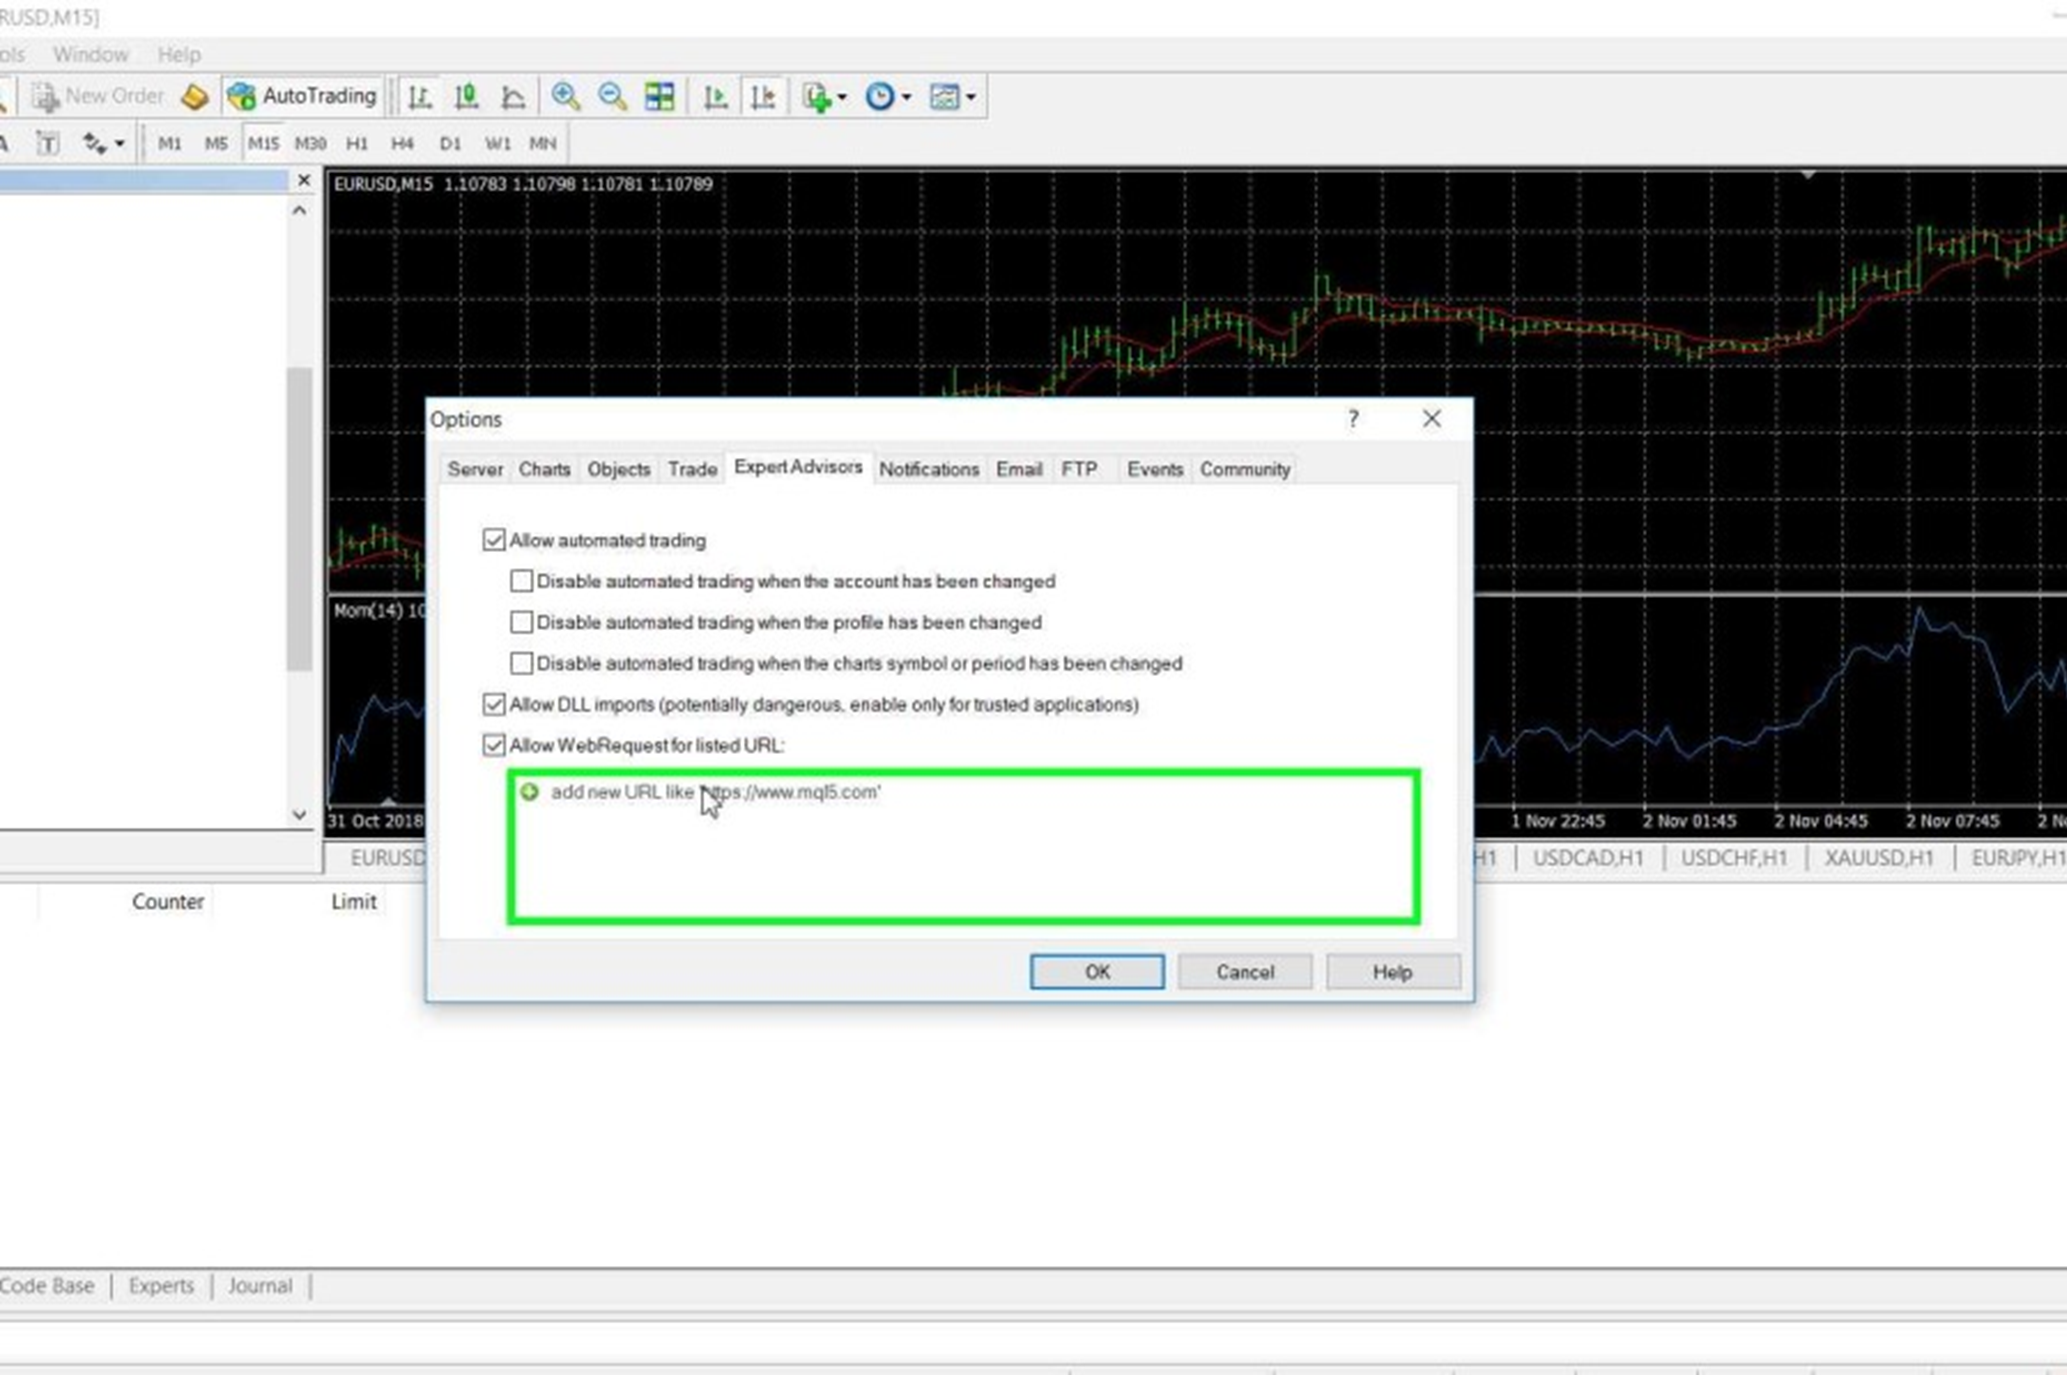 RUSD,M15]
ols Window Help
New Order AutoTrading
A T M1 M5 M15 M30 H1 H4 D1 W1 MN
EURUSD,M15 1.10783 1.10798 1.10781 1.10789
Options ?
Server Charts Objects Trade Expert Advisors Notifications Email FTP Events Community
Allow automated trading
Disable automated trading when the account has been changed
Disable automated trading when the profile has been changed
Mom(14) 10
Disable automated trading when the charts symbol or period has been changed
Allow DLL imports (potentially dangerous, enable only for trusted applications)
Allow WebRequest for listed URL:
add new URL like 'https://www.mql5.com'
31 Oct 2018 1 Nov 22:45 2 Nov 01:45 2 Nov 04:45 2 Nov 07:45 2 N
EURUSD H1 USDCAD,H1 USDCHF,H1 XAUUSD,H1 EURJPY,H1
Counter Limit
OK Cancel Help
Code Base Experts Journal